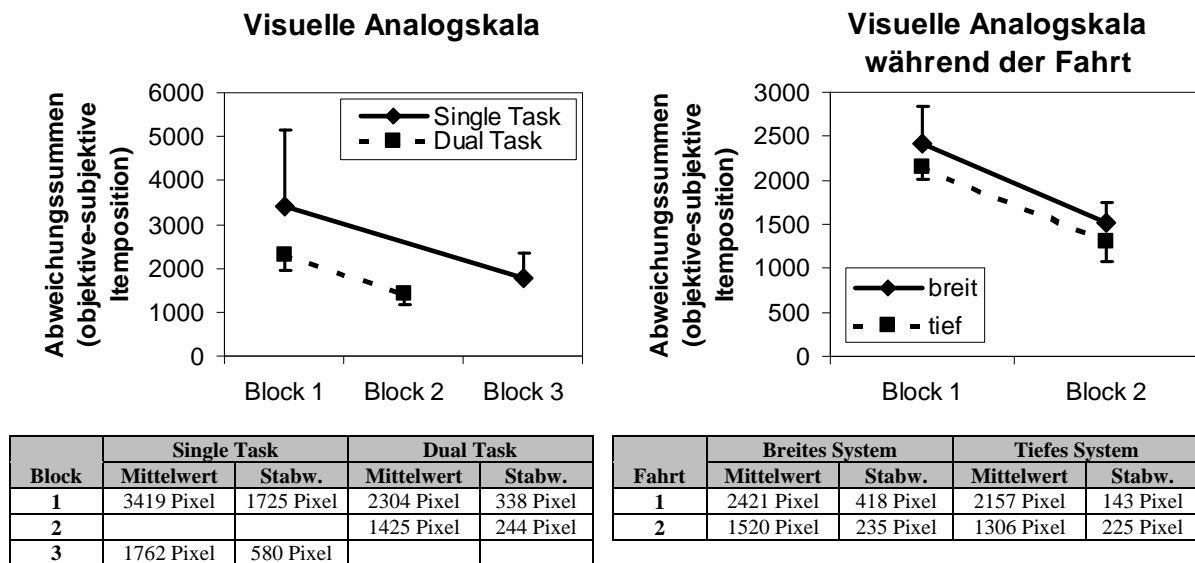 Visuelle Analogskala
Abweichungssummen
(objektive-subjektive
Itemposition)
6000
5000
4000
3000
2000
1000
0
Single Task
Dual Task
Block 1 Block 2 Block 3
Visuelle Analogskala
während der Fahrt
Abweichungssummen
(objektive-subjektive
Itemposition)
3000
2500
2000
1500
1000
500
0
breit
tief
Block 1 Block 2
Single Task Dual Task
Block Mittelwert Stabw. Mittelwert Stabw.
1 3419 Pixel 1725 Pixel 2304 Pixel 338 Pixel
2 1425 Pixel 244 Pixel
3 1762 Pixel 580 Pixel
Breites System Tiefes System
Fahrt Mittelwert Stabw. Mittelwert Stabw.
1 2421 Pixel 418 Pixel 2157 Pixel 143 Pixel
2 1520 Pixel 235 Pixel 1306 Pixel 225 Pixel